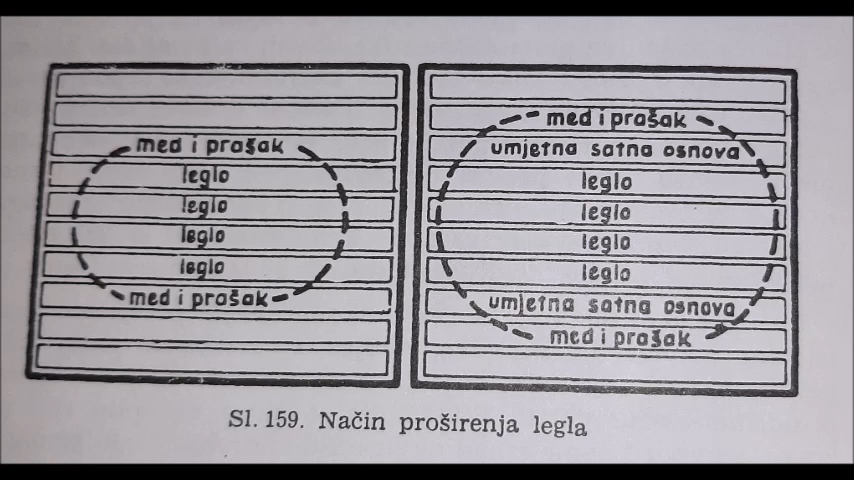 med i prašak
leglo
leglo
leglo
leglo
med i prašak
med i prašak
umjetna satna osnova
leglo
leglo
leglo
leglo
umjetna satna osnova
med i prašak
Sl. 159. Način proširenja legla